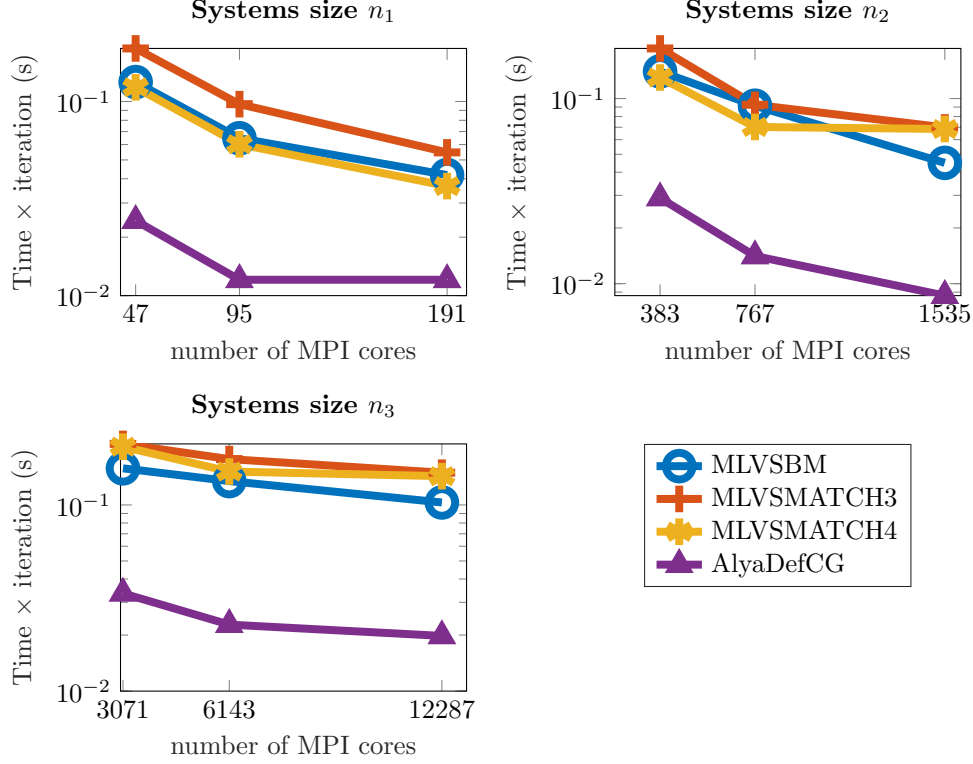 Systems size n₁
Time × iteration (s)
10⁻¹
10⁻²
47 95 191
number of MPI cores
Systems size n₂
Time × iteration (s)
10⁻¹
10⁻²
383 767 1535
number of MPI cores
Systems size n₃
Time × iteration (s)
10⁻¹
10⁻²
3071 6143 12287
number of MPI cores
MLVSBM
MLVSMATCH3
MLVSMATCH4
AlyaDefCG